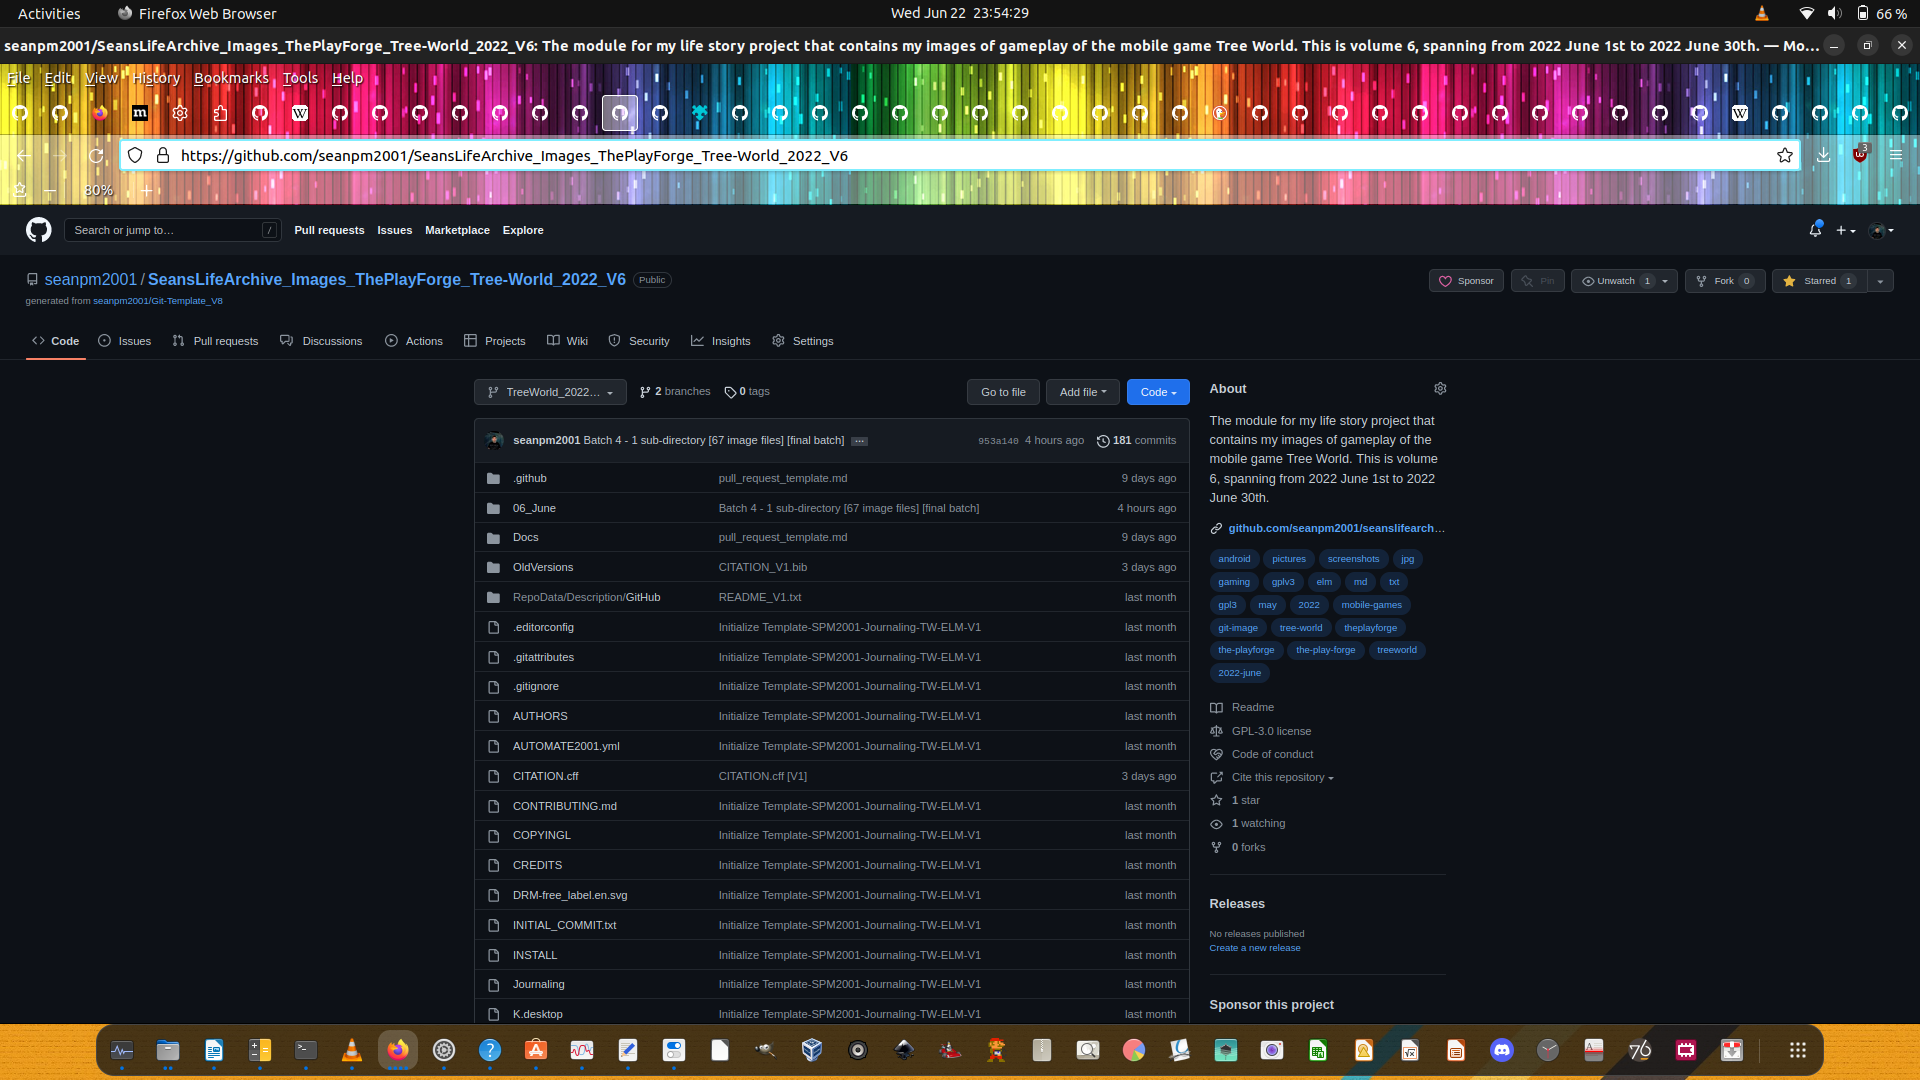 Activities
Firefox Web Browser
Wed Jun 22 23:54:29
66 %
seanpm2001/SeansLifeArchive_Images_ThePlayForge_Tree-World_2022_V6: The module for my life story project that contains my images of gameplay of the mobile game Tree World. This is volume 6, spanning from 2022 June 1st to 2022 June 30th. — Mo...
File Edit View History Bookmarks Tools Help
https://github.com/seanpm2001/SeansLifeArchive_Images_ThePlayForge_Tree-World_2022_V6
3
80%
Search or jump to...
/
Pull requests Issues Marketplace Explore
seanpm2001 / SeansLifeArchive_Images_ThePlayForge_Tree-World_2022_V6 Public
Sponsor Pin Unwatch 1 Fork 0 Starred 1
generated from seanpm2001/Git-Template_V8
Code Issues Pull requests Discussions Actions Projects Wiki Security Insights Settings
TreeWorld_2022... 2 branches 0 tags Go to file Add file Code
seanpm2001 Batch 4 - 1 sub-directory [67 image files] [final batch] ... 953a140 4 hours ago 181 commits
.github pull_request_template.md 9 days ago
06_June Batch 4 - 1 sub-directory [67 image files] [final batch] 4 hours ago
Docs pull_request_template.md 9 days ago
OldVersions CITATION_V1.bib 3 days ago
RepoData/Description/GitHub README_V1.txt last month
.editorconfig Initialize Template-SPM2001-Journaling-TW-ELM-V1 last month
.gitattributes Initialize Template-SPM2001-Journaling-TW-ELM-V1 last month
.gitignore Initialize Template-SPM2001-Journaling-TW-ELM-V1 last month
AUTHORS Initialize Template-SPM2001-Journaling-TW-ELM-V1 last month
AUTOMATE2001.yml Initialize Template-SPM2001-Journaling-TW-ELM-V1 last month
CITATION.cff CITATION.cff [V1] 3 days ago
CONTRIBUTING.md Initialize Template-SPM2001-Journaling-TW-ELM-V1 last month
COPYINGL Initialize Template-SPM2001-Journaling-TW-ELM-V1 last month
CREDITS Initialize Template-SPM2001-Journaling-TW-ELM-V1 last month
DRM-free_label.en.svg Initialize Template-SPM2001-Journaling-TW-ELM-V1 last month
INITIAL_COMMIT.txt Initialize Template-SPM2001-Journaling-TW-ELM-V1 last month
INSTALL Initialize Template-SPM2001-Journaling-TW-ELM-V1 last month
Journaling Initialize Template-SPM2001-Journaling-TW-ELM-V1 last month
K.desktop Initialize Template-SPM2001-Journaling-TW-ELM-V1 last month
About
The module for my life story project that
contains my images of gameplay of the
mobile game Tree World. This is volume
6, spanning from 2022 June 1st to 2022
June 30th.
github.com/seanpm2001/seanslifearch...
android pictures screenshots jpg
gaming gplv3 elm md txt
gpl3 may 2022 mobile-games
git-image tree-world theplayforge
the-playforge the-play-forge treeworld
2022-june
Readme
GPL-3.0 license
Code of conduct
Cite this repository
1 star
1 watching
0 forks
Releases
No releases published
Create a new release
Sponsor this project
76